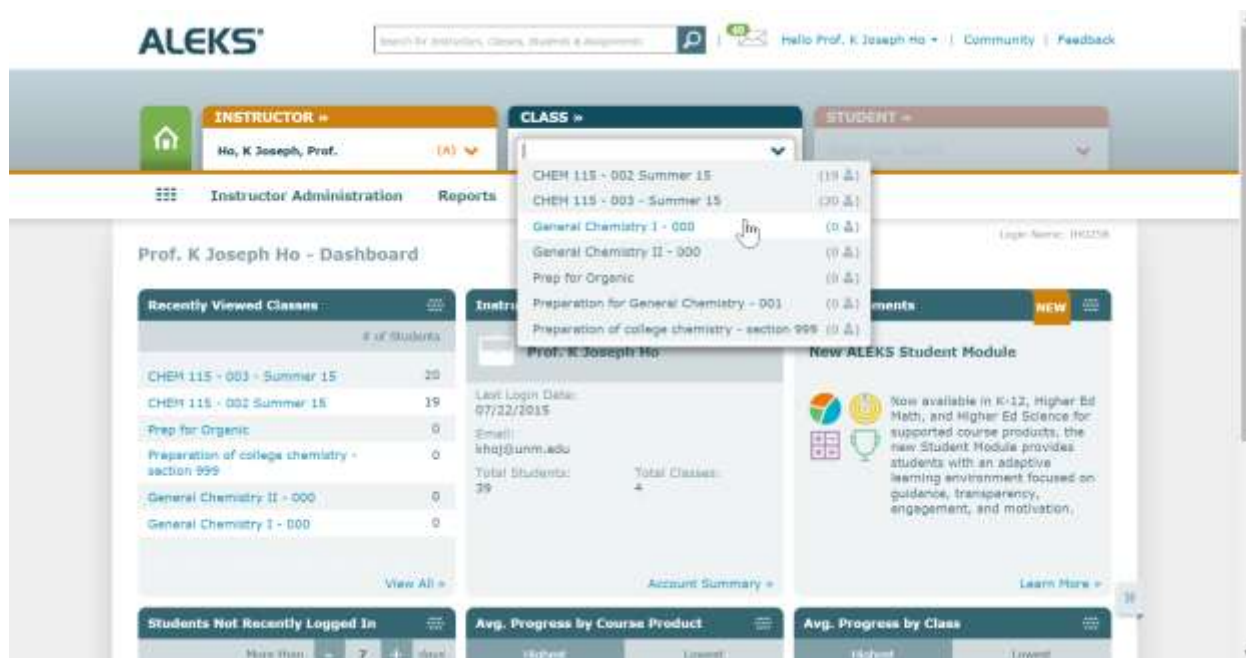 ALEKS®
Search for Instructors, Classes, Students & Assignments
Hello Prof. K Joseph Ho | Community | Feedback
INSTRUCTOR »
CLASS »
STUDENT »
Ho, K Joseph, Prof. (A)
Instructor Administration Reports
CHEM 115 - 002 Summer 15 (19)
CHEM 115 - 003 - Summer 15 (20)
General Chemistry I - 000 (0)
General Chemistry II - 000 (0)
Prep for Organic (0)
Preparation for General Chemistry - 001 (0)
Preparation of college chemistry - section 999 (0)
Login Name:
Prof. K Joseph Ho - Dashboard
Recently Viewed Classes
# of Students
CHEM 115 - 003 - Summer 15 20
CHEM 115 - 002 Summer 15 19
Prep for Organic 0
Preparation of college chemistry - 0
section 999
General Chemistry II - 000 0
General Chemistry I - 000 0
View All »
Prof. K Joseph Ho
Last Login Date:
07/22/2015
Email:
khoj@unm.edu
Total Students: Total Classes:
39 4
Account Summary »
NEW
New ALEKS Student Module
Now available in K-12, Higher Ed
Math, and Higher Ed Science for
supported course products, the
new Student Module provides
students with an adaptive
learning environment focused on
guidance, transparency,
engagement, and motivation.
Learn More »
Students Not Recently Logged In
More than - 7 + days
Avg. Progress by Course Product
Highest Lowest
Avg. Progress by Class
Highest Lowest